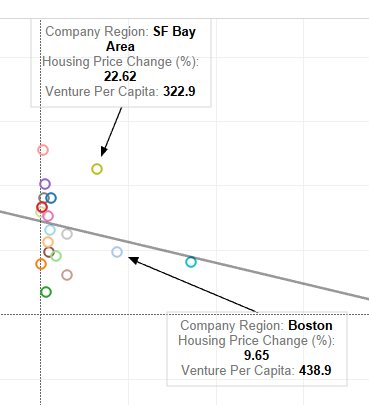 Company Region: SF Bay
Area
Housing Price Change (%):
22.62
Venture Per Capita: 322.9
Company Region: Boston
Housing Price Change (%):
9.65
Venture Per Capita: 438.9